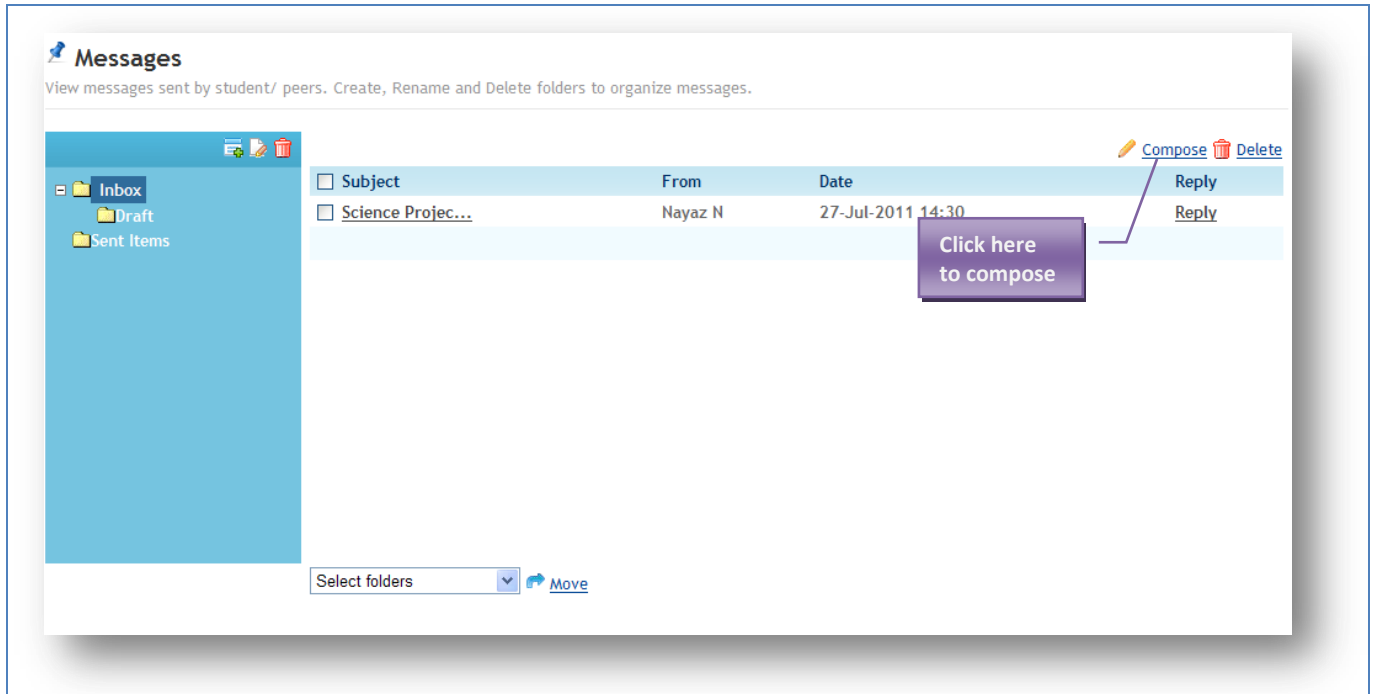 Messages
View messages sent by student/ peers. Create, Rename and Delete folders to organize messages.
Compose Delete
Subject From Date Reply
Inbox
Science Projec... Nayaz N 27-Jul-2011 14:30 Reply
Draft
Sent Items
Click here
to compose
Select folders Move